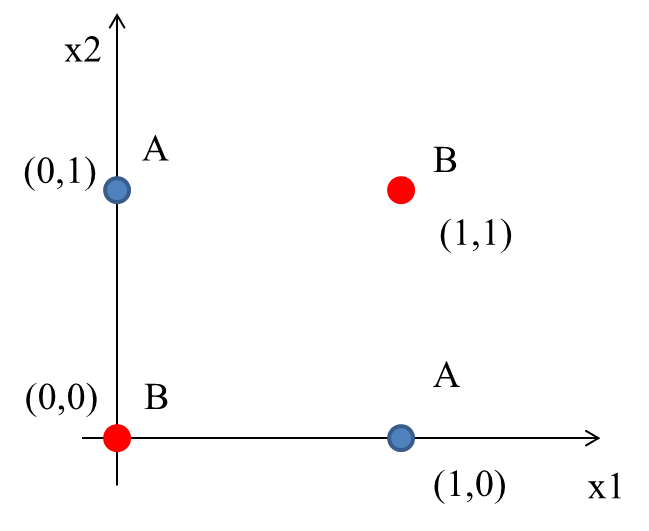 x2
A
(0,1)
B
(1,1)
A
(0,0)
B
(1,0)
x1